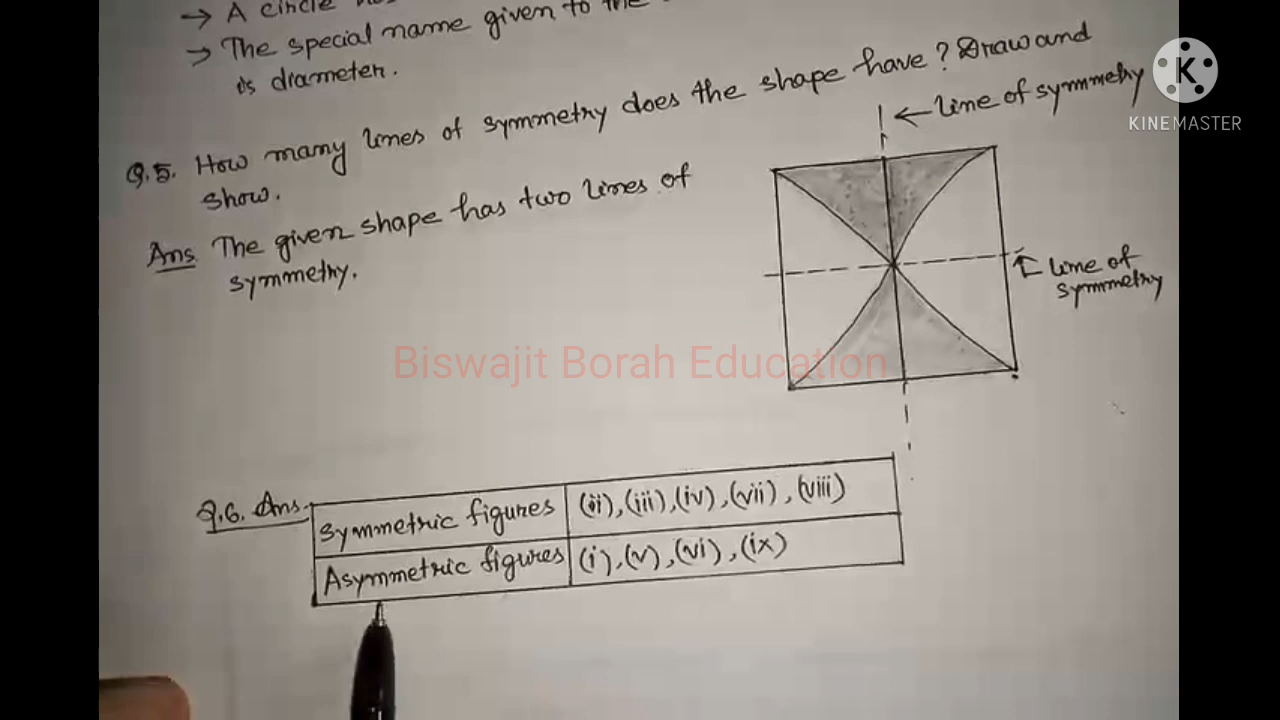 → A circle
→ The special name given to the
is diameter.
Q.5. How many lines of symmetry does the shape have? Draw and
show.
Ans. The given shape has two lines of
symmetry.
← line of symmetry
line of
symmetry
Q.6. Ans.
Symmetric figures (ii), (iii), (iv), (vii), (viii)
Asymmetric figures (i), (v), (vi), (ix)
Biswajit Borah Education
K
KINEMASTER